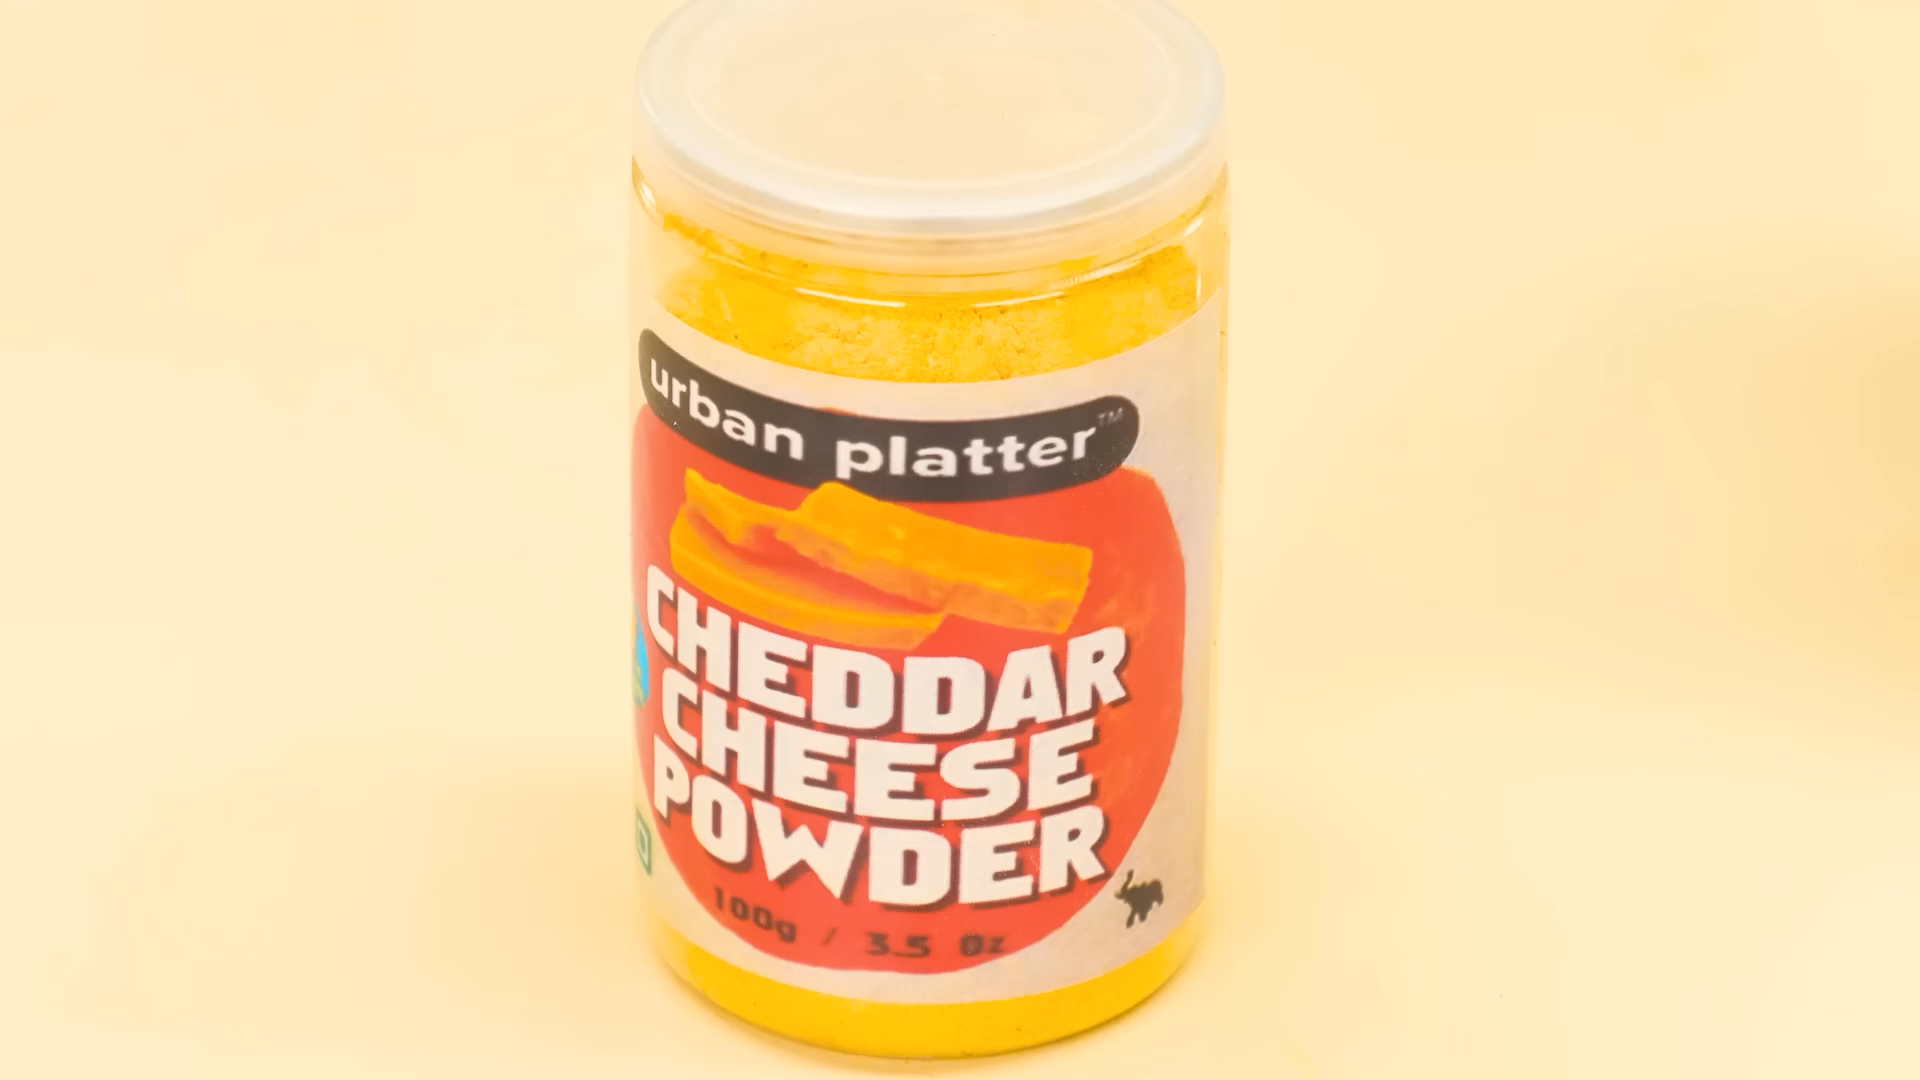 urban platter™
CHEDDAR
CHEESE
POWDER
100g / 3.5 Oz